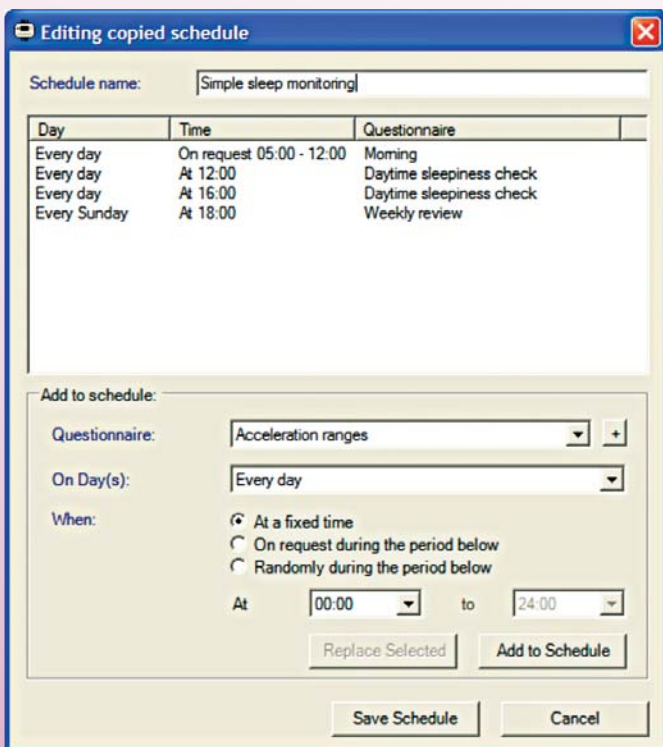 Editing copied schedule
Schedule name: Simple sleep monitoring
Day Time Questionnaire
Every day On request 05:00 - 12:00 Morning
Every day At 12:00 Daytime sleepiness check
Every day At 16:00 Daytime sleepiness check
Every Sunday At 18:00 Weekly review
Add to schedule:
Questionnaire: Acceleration ranges +
On Day(s): Every day
When: At a fixed time
On request during the period below
Randomly during the period below
At 00:00 to 24:00
Replace Selected Add to Schedule
Save Schedule Cancel